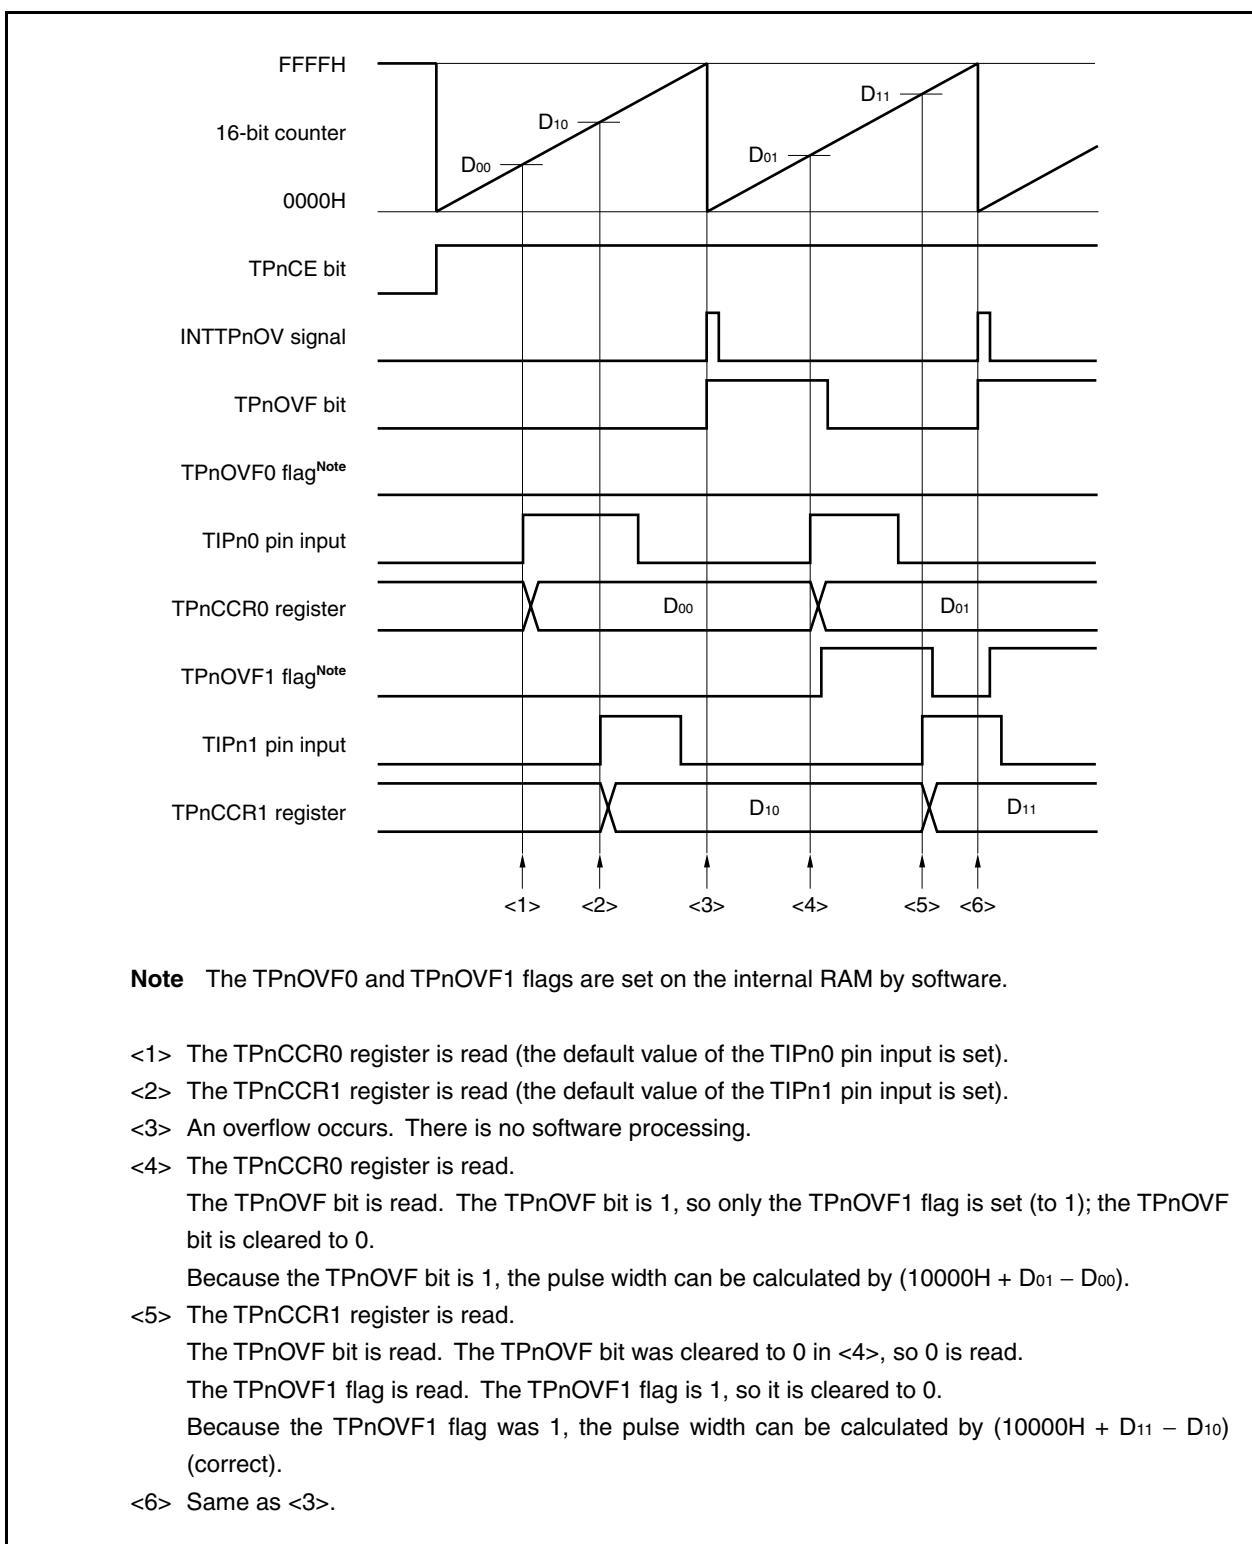 FFFFH
D11
D10
16-bit counter
D01
D00
0000H
TPnCE bit
INTTPnOV signal
TPnOVF bit
TPnOVF0 flagNote
TIPn0 pin input
TPnCCR0 register
D00
D01
TPnOVF1 flagNote
TIPn1 pin input
TPnCCR1 register
D10
D11
<1> <2> <3> <4> <5> <6>
Note The TPnOVF0 and TPnOVF1 flags are set on the internal RAM by software.
<1> The TPnCCR0 register is read (the default value of the TIPn0 pin input is set).
<2> The TPnCCR1 register is read (the default value of the TIPn1 pin input is set).
<3> An overflow occurs. There is no software processing.
<4> The TPnCCR0 register is read.
The TPnOVF bit is read. The TPnOVF bit is 1, so only the TPnOVF1 flag is set (to 1); the TPnOVF
bit is cleared to 0.
Because the TPnOVF bit is 1, the pulse width can be calculated by (10000H + D01 − D00).
<5> The TPnCCR1 register is read.
The TPnOVF bit is read. The TPnOVF bit was cleared to 0 in <4>, so 0 is read.
The TPnOVF1 flag is read. The TPnOVF1 flag is 1, so it is cleared to 0.
Because the TPnOVF1 flag was 1, the pulse width can be calculated by (10000H + D11 − D10)
(correct).
<6> Same as <3>.